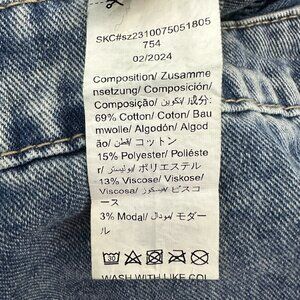 SKC#sz2310075051805
754
02/2024
Composition/ Zusamme
nsetzung/ Composición/
Composição/ تكوين/ 成分:
69% Cotton/ Coton/ Bau
mwolle/ Algodón/ Algod
ão/ قطن/ コットン
15% Polyester/ Poliéste
r/ بوليستر/ ポリエステル
13% Viscose/ Viskose/
Viscosa/ فيسكوز/ ビスコ
ース
3% Modal/ مودال/ モダー
ル
WASH WITH LIKE COL